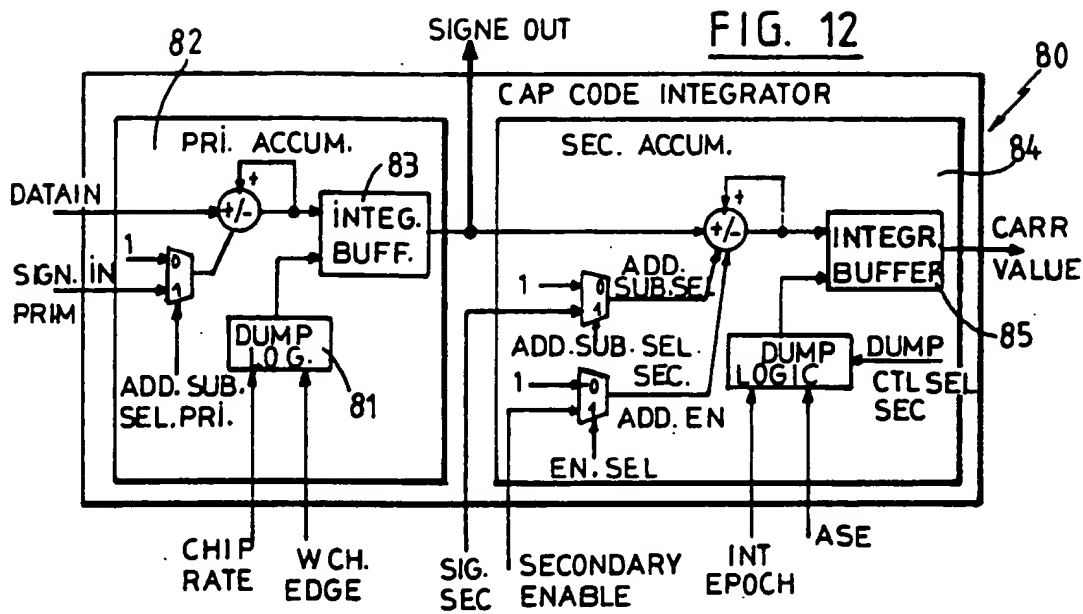 SIGNE OUT
FIG. 12
82
80
CAP CODE INTEGRATOR
PRI. ACCUM.
SEC. ACCUM.
84
83
DATAIN
+
+/-
INTEG.
BUFF.
+
+/-
INTEGR.
BUFFER
CARR
VALUE
1
0
1
SIGN. IN
PRIM
ADD.
SUB.SEL
1
0
1
85
DUMP
LOG.
81
ADD.SUB.
SEL.PRI.
ADD.SUB.SEL.
SEC.
DUMP
LOGIC
DUMP
CTL SEL
SEC
1
0
1
ADD.EN
EN.SEL
CHIP
RATE
W CH.
EDGE
SIG.
SEC
SECONDARY
ENABLE
INT
EPOCH
ASE